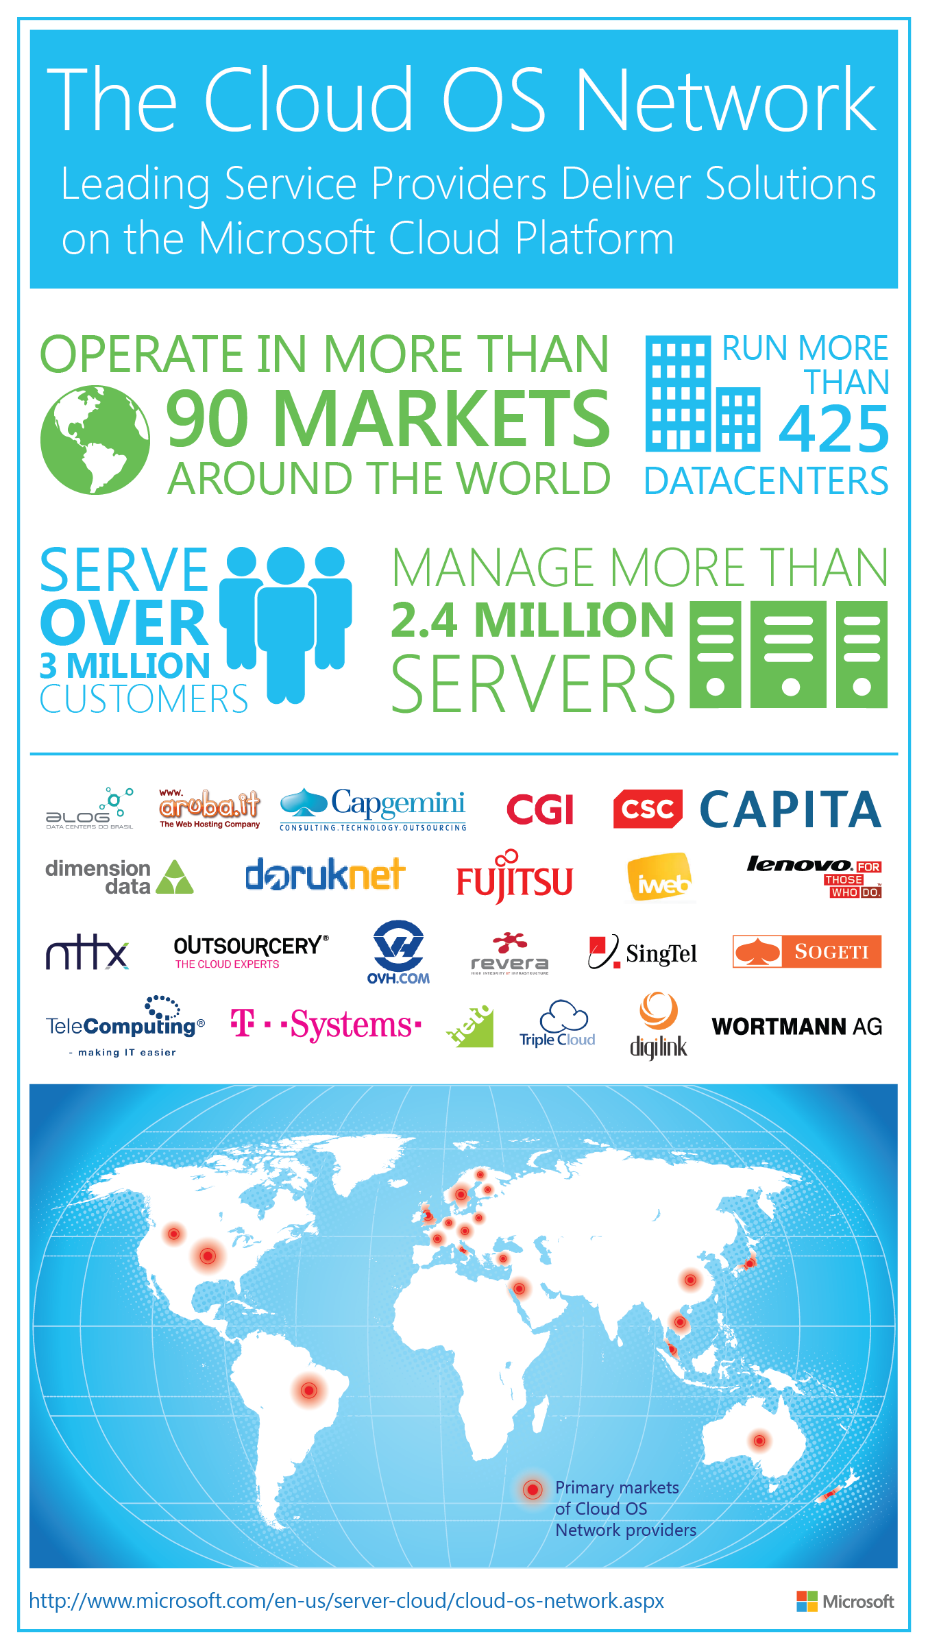 The Cloud OS Network
Leading Service Providers Deliver Solutions
on the Microsoft Cloud Platform
OPERATE IN MORE THAN
90 MARKETS
AROUND THE WORLD
RUN MORE
THAN
425
DATACENTERS
SERVE
OVER
3 MILLION
CUSTOMERS
MANAGE MORE THAN
2.4 MILLION
SERVERS
ALOG
DATA CENTERS DO BRASIL
www.
aruba.it
The Web Hosting Company
Capgemini
CONSULTING.TECHNOLOGY.OUTSOURCING
CGI
CSC
CAPITA
dimension
data
doruknet
FUJITSU
iweb
lenovo. FOR
THOSE
WHO DO.
nttx
OUTSOURCERY®
THE CLOUD EXPERTS
OVH.COM
revera
SingTel
SOGETI
TeleComputing®
- making IT easier
T··Systems·
Triple Cloud
digilink
WORTMANN AG
Primary markets
of Cloud OS
Network providers
http://www.microsoft.com/en-us/server-cloud/cloud-os-network.aspx
Microsoft